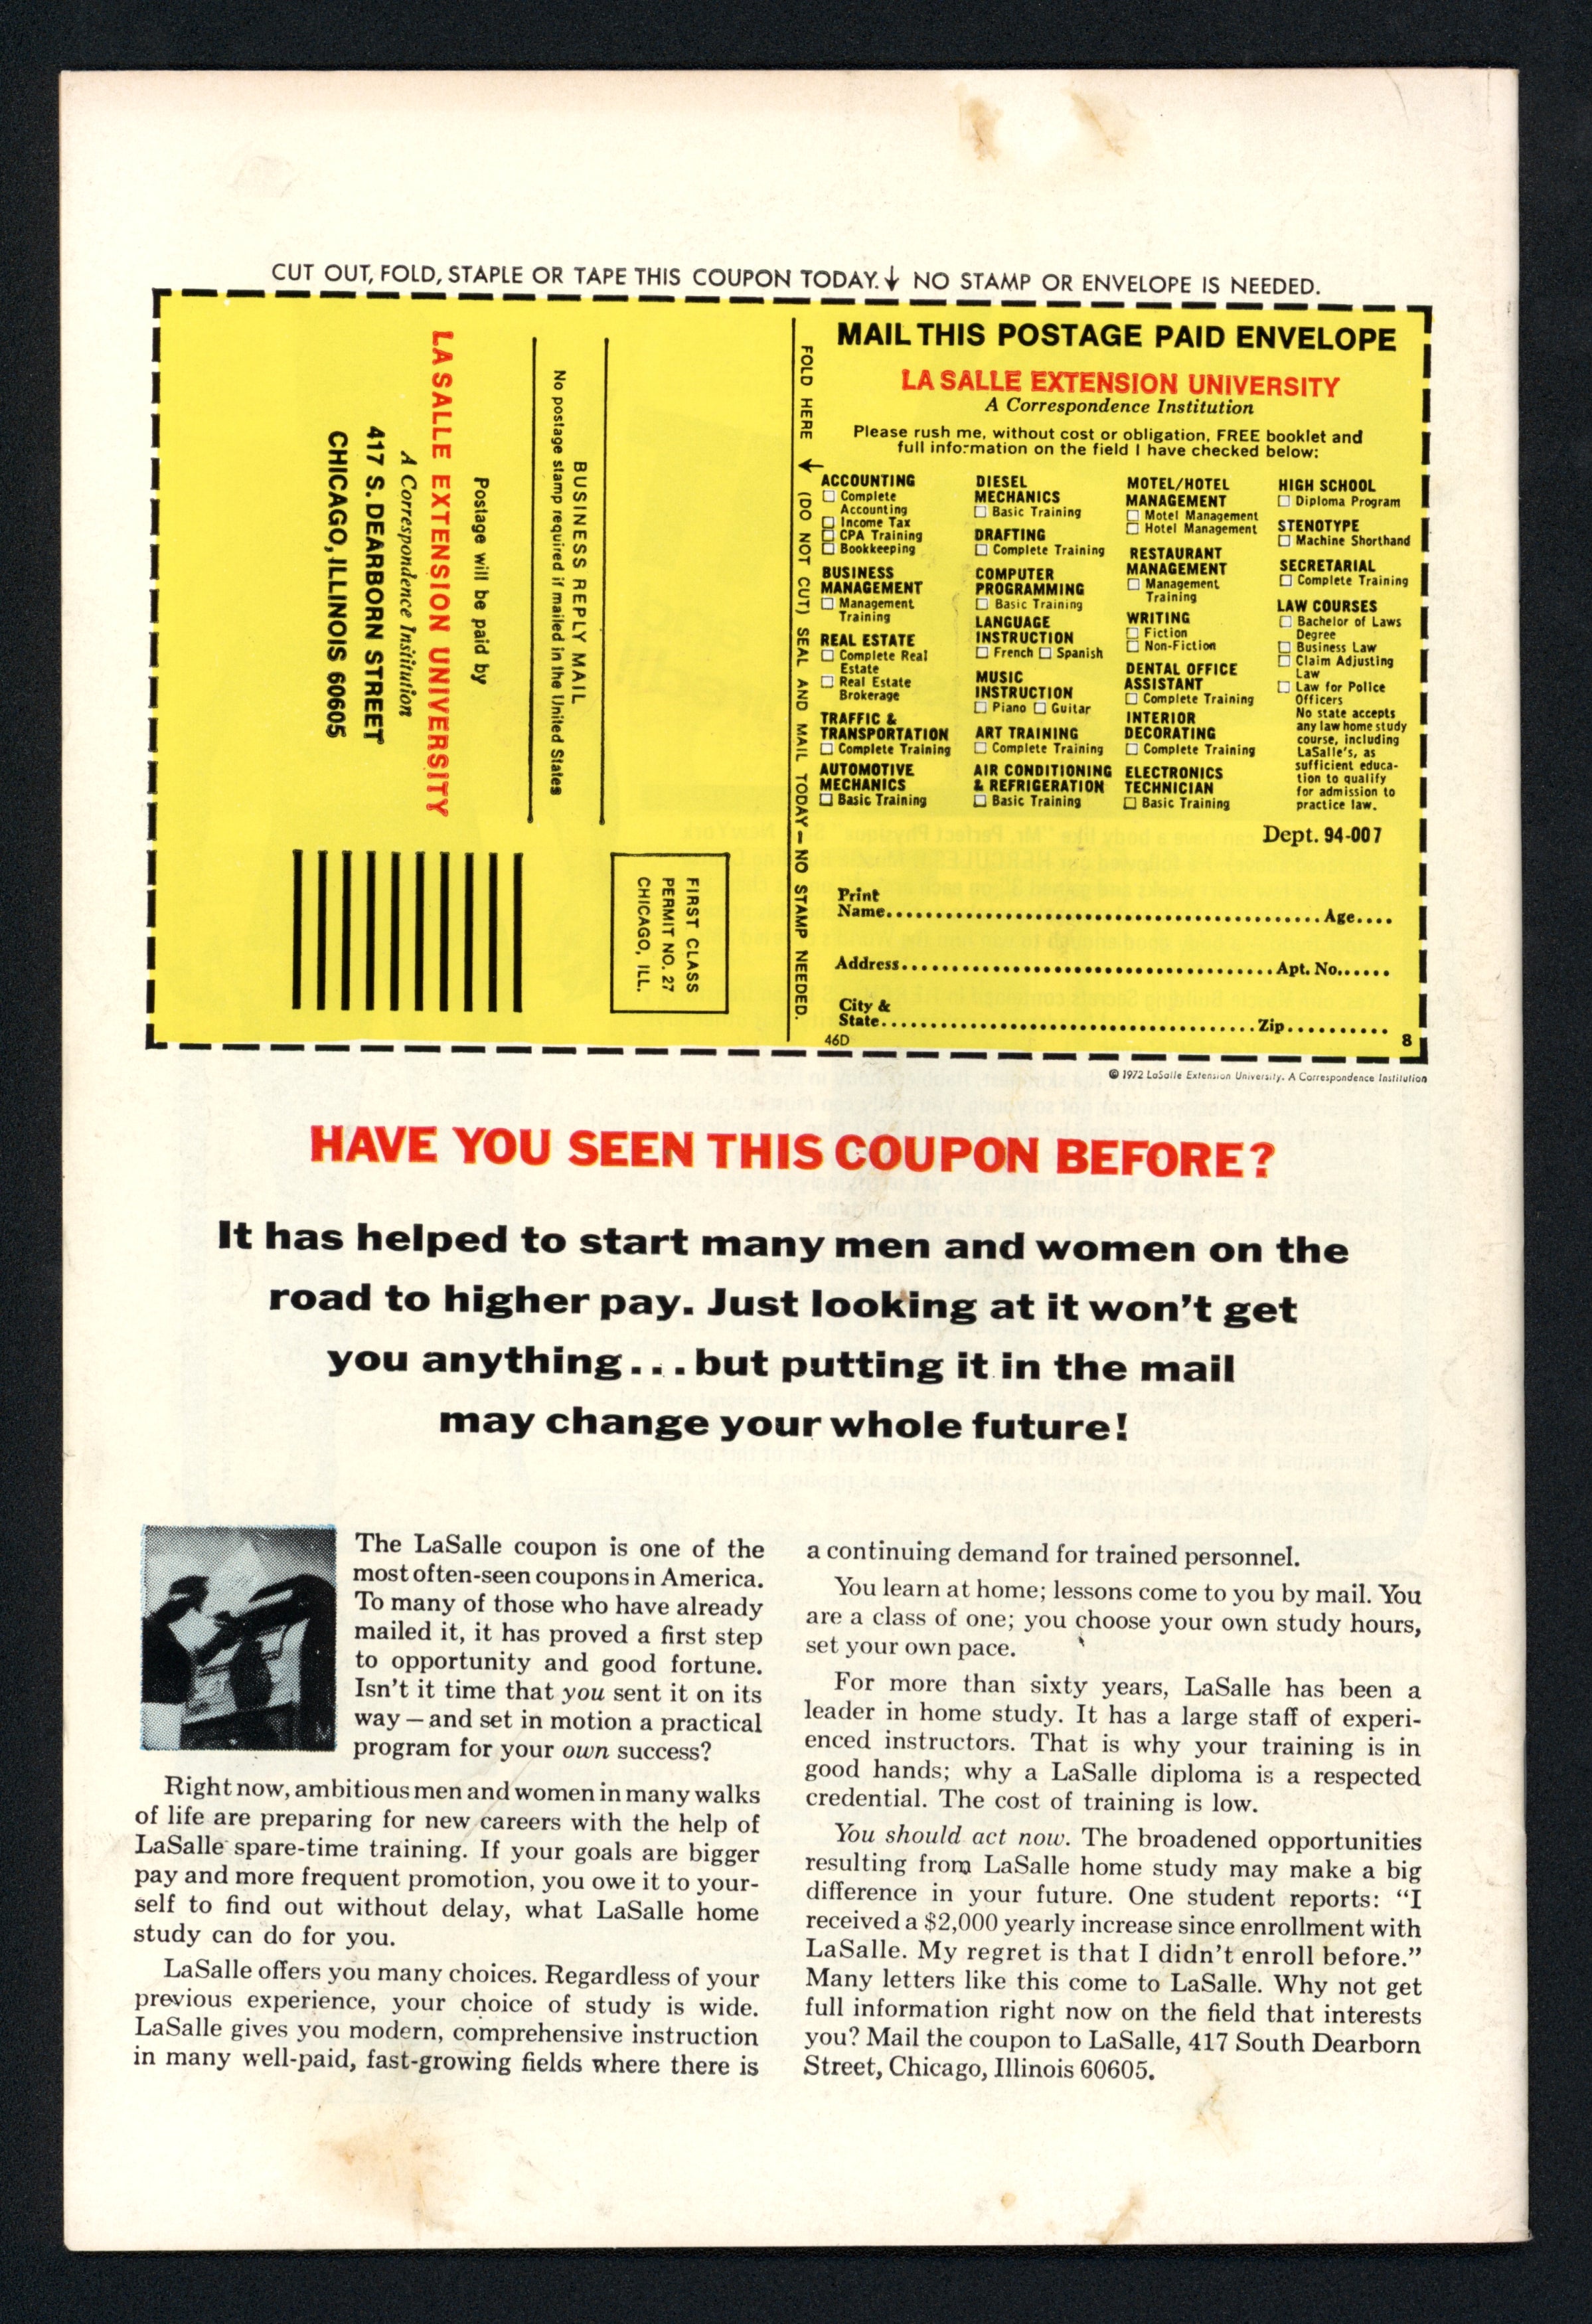 CUT OUT, FOLD, STAPLE OR TAPE THIS COUPON TODAY.↓ NO STAMP OR ENVELOPE IS NEEDED.
LA SALLE EXTENSION UNIVERSITY
A Correspondence Institution
417 S. DEARBORN STREET
CHICAGO, ILLINOIS 60605
Postage will be paid by
No postage stamp required if mailed in the United States
BUSINESS REPLY MAIL
FIRST CLASS
PERMIT NO. 27
CHICAGO, ILL.
FOLD HERE ↓ (DO NOT CUT) SEAL AND MAIL TODAY — NO STAMP NEEDED.
MAIL THIS POSTAGE PAID ENVELOPE
LA SALLE EXTENSION UNIVERSITY
A Correspondence Institution
Please rush me, without cost or obligation, FREE booklet and
full information on the field I have checked below:
ACCOUNTING
☐ Complete
Accounting
☐ Income Tax
☐ CPA Training
☐ Bookkeeping
BUSINESS
MANAGEMENT
☐ Management
Training
REAL ESTATE
☐ Complete Real
Estate
☐ Real Estate
Brokerage
TRAFFIC &
TRANSPORTATION
☐ Complete Training
AUTOMOTIVE
MECHANICS
☐ Basic Training
DIESEL
MECHANICS
☐ Basic Training
DRAFTING
☐ Complete Training
COMPUTER
PROGRAMMING
☐ Basic Training
LANGUAGE
INSTRUCTION
☐ French ☐ Spanish
MUSIC
INSTRUCTION
☐ Piano ☐ Guitar
ART TRAINING
☐ Complete Training
AIR CONDITIONING
& REFRIGERATION
☐ Basic Training
MOTEL/HOTEL
MANAGEMENT
☐ Motel Management
☐ Hotel Management
RESTAURANT
MANAGEMENT
☐ Management
Training
WRITING
☐ Fiction
☐ Non-Fiction
DENTAL OFFICE
ASSISTANT
☐ Complete Training
INTERIOR
DECORATING
☐ Complete Training
ELECTRONICS
TECHNICIAN
☐ Basic Training
HIGH SCHOOL
☐ Diploma Program
STENOTYPE
☐ Machine Shorthand
SECRETARIAL
☐ Complete Training
LAW COURSES
☐ Bachelor of Laws
Degree
☐ Business Law
☐ Claim Adjusting
Law
☐ Law for Police
Officers
No state accepts
any law home study
course, including
LaSalle's, as
sufficient educa-
tion to qualify
for admission to
practice law.
Dept. 94-007
Print
Name.......... Age....
Address.......... Apt. No......
City &
State.......... Zip..........
46D 8
© 1972 LaSalle Extension University. A Correspondence Institution
HAVE YOU SEEN THIS COUPON BEFORE?
It has helped to start many men and women on the
road to higher pay. Just looking at it won't get
you anything...but putting it in the mail
may change your whole future!
The LaSalle coupon is one of the
most often-seen coupons in America.
To many of those who have already
mailed it, it has proved a first step
to opportunity and good fortune.
Isn't it time that you sent it on its
way — and set in motion a practical
program for your own success?
Right now, ambitious men and women in many walks
of life are preparing for new careers with the help of
LaSalle spare-time training. If your goals are bigger
pay and more frequent promotion, you owe it to your-
self to find out without delay, what LaSalle home
study can do for you.
LaSalle offers you many choices. Regardless of your
previous experience, your choice of study is wide.
LaSalle gives you modern, comprehensive instruction
in many well-paid, fast-growing fields where there is
a continuing demand for trained personnel.
You learn at home; lessons come to you by mail. You
are a class of one; you choose your own study hours,
set your own pace.
For more than sixty years, LaSalle has been a
leader in home study. It has a large staff of experi-
enced instructors. That is why your training is in
good hands; why a LaSalle diploma is a respected
credential. The cost of training is low.
You should act now. The broadened opportunities
resulting from LaSalle home study may make a big
difference in your future. One student reports: "I
received a $2,000 yearly increase since enrollment with
LaSalle. My regret is that I didn't enroll before."
Many letters like this come to LaSalle. Why not get
full information right now on the field that interests
you? Mail the coupon to LaSalle, 417 South Dearborn
Street, Chicago, Illinois 60605.